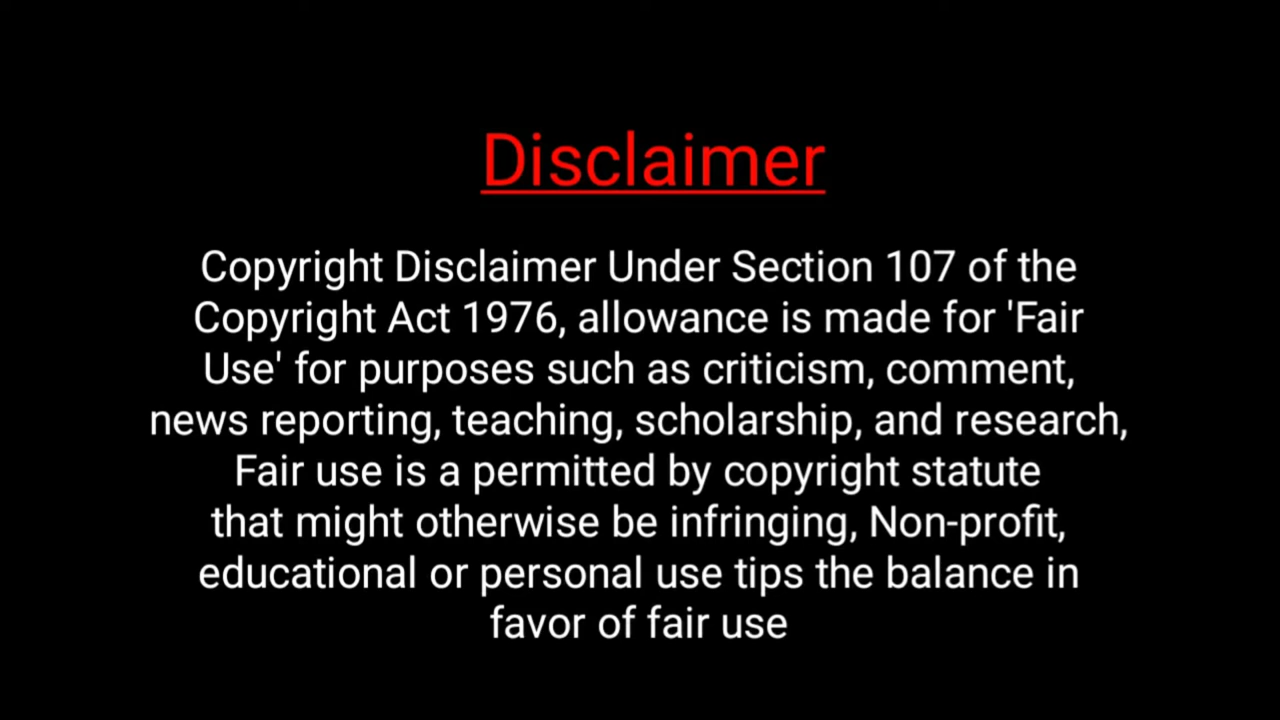 Disclaimer
Copyright Disclaimer Under Section 107 of the
Copyright Act 1976, allowance is made for 'Fair
Use' for purposes such as criticism, comment,
news reporting, teaching, scholarship, and research,
Fair use is a permitted by copyright statute
that might otherwise be infringing, Non-profit,
educational or personal use tips the balance in
favor of fair use